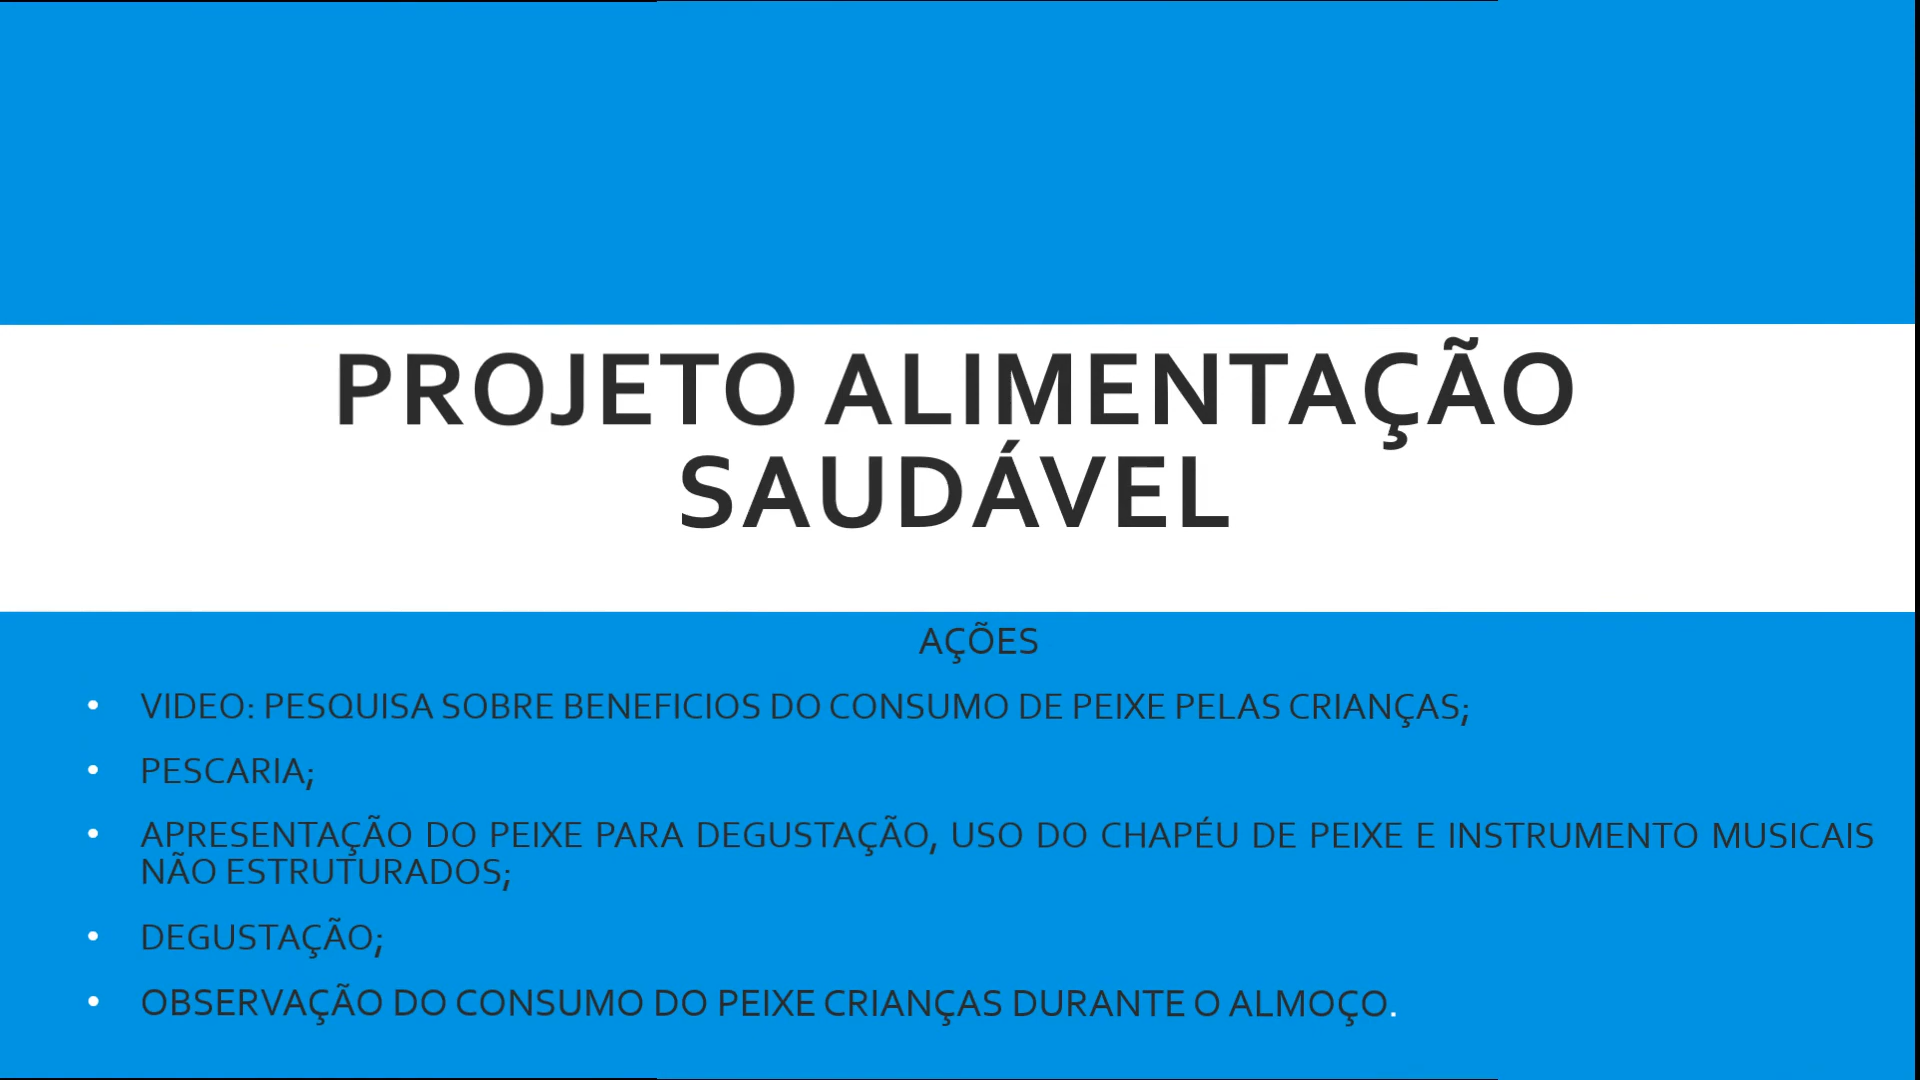 PROJETO ALIMENTAÇÃO
SAUDÁVEL
AÇÕES
• VIDEO: PESQUISA SOBRE BENEFICIOS DO CONSUMO DE PEIXE PELAS CRIANÇAS;
• PESCARIA;
• APRESENTAÇÃO DO PEIXE PARA DEGUSTAÇÃO, USO DO CHAPÉU DE PEIXE E INSTRUMENTO MUSICAIS
NÃO ESTRUTURADOS;
• DEGUSTAÇÃO;
• OBSERVAÇÃO DO CONSUMO DO PEIXE CRIANÇAS DURANTE O ALMOÇO.